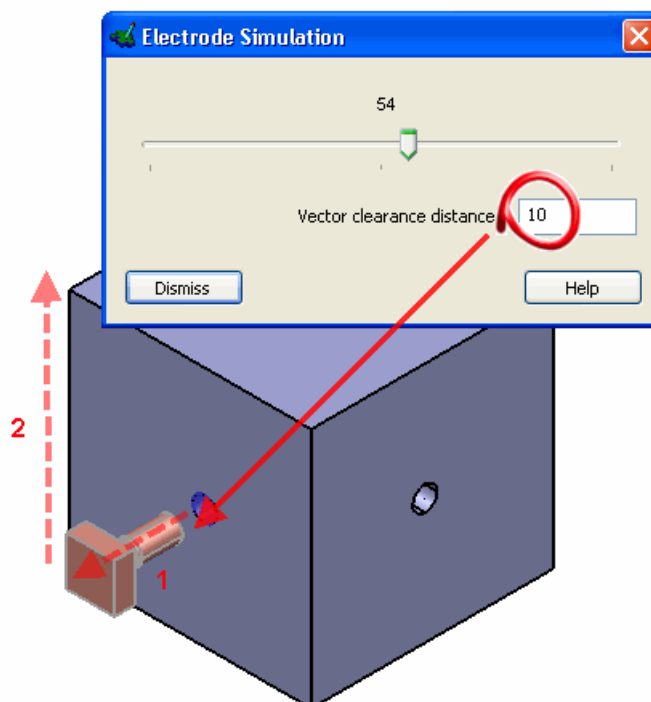 Electrode Simulation
54
Vector clearance distance
10
Dismiss
Help
2
1